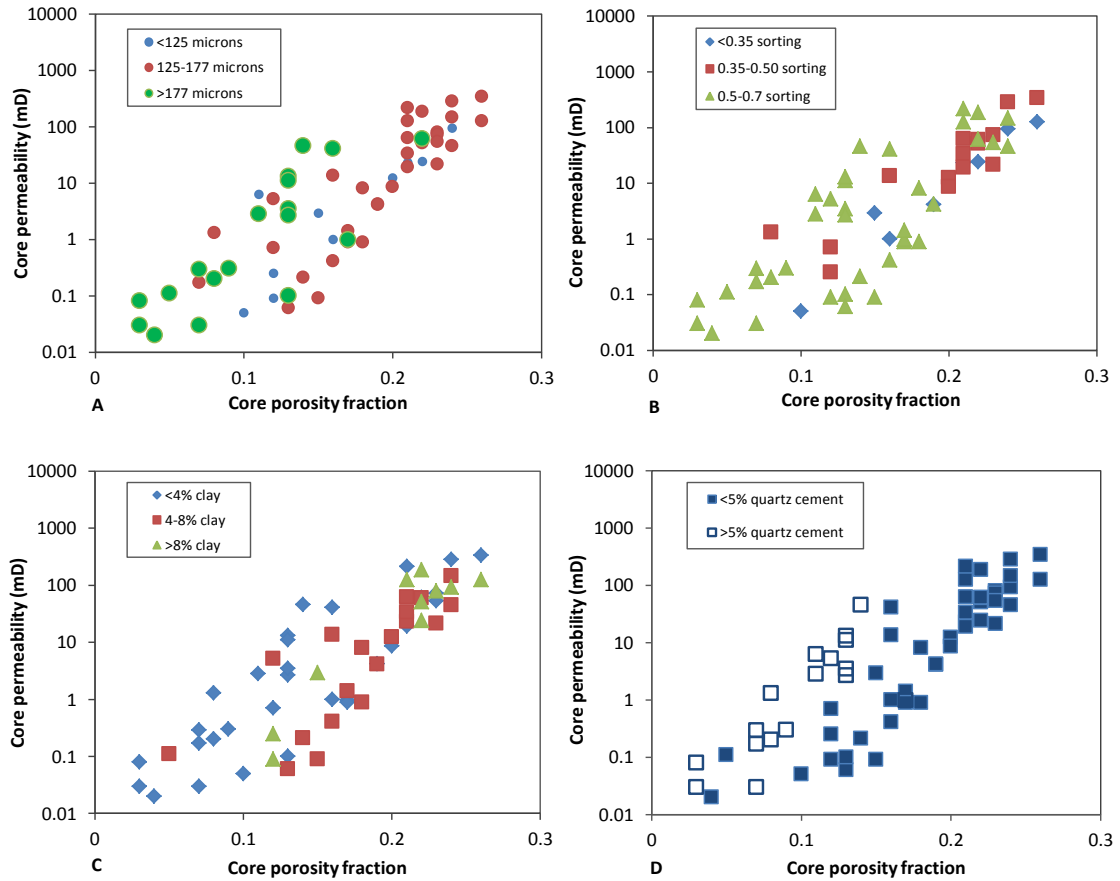 10000
1000
100
10
1
0.1
0.01
Core permeability (mD)
<125 microns
125-177 microns
>177 microns
0
0.1
0.2
0.3
A
Core porosity fraction
10000
1000
100
10
1
0.1
0.01
Core permeability (mD)
<0.35 sorting
0.35-0.50 sorting
0.5-0.7 sorting
0
0.1
0.2
0.3
B
Core porosity fraction
10000
1000
100
10
1
0.1
0.01
Core permeability (mD)
<4% clay
4-8% clay
>8% clay
0
0.1
0.2
0.3
C
Core porosity fraction
10000
1000
100
10
1
0.1
0.01
Core permeability (mD)
<5% quartz cement
>5% quartz cement
0
0.1
0.2
0.3
D
Core porosity fraction